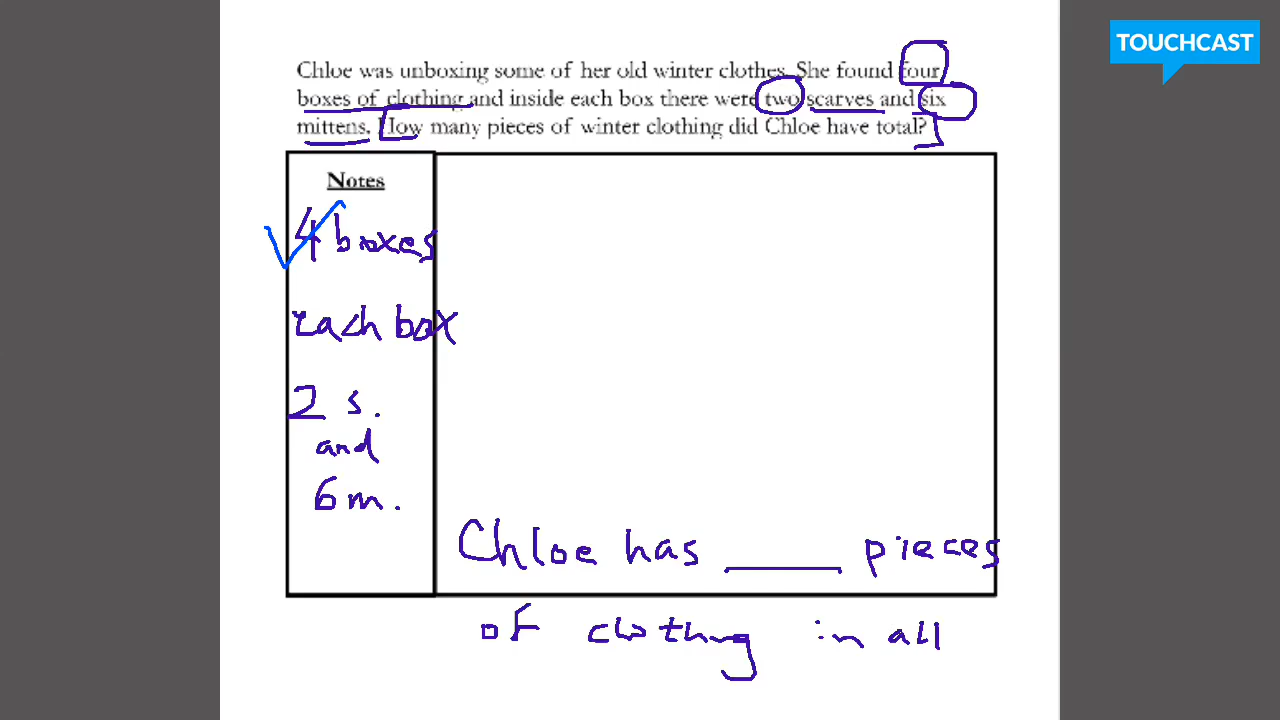 TOUCHCAST
Chloe was unboxing some of her old winter clothes. She found four
boxes of clothing and inside each box there were two scarves and six
mittens. How many pieces of winter clothing did Chloe have total?
Notes
4 boxes
each box
2 s.
and
6 m.
Chloe has ____ pieces
of clothing in all